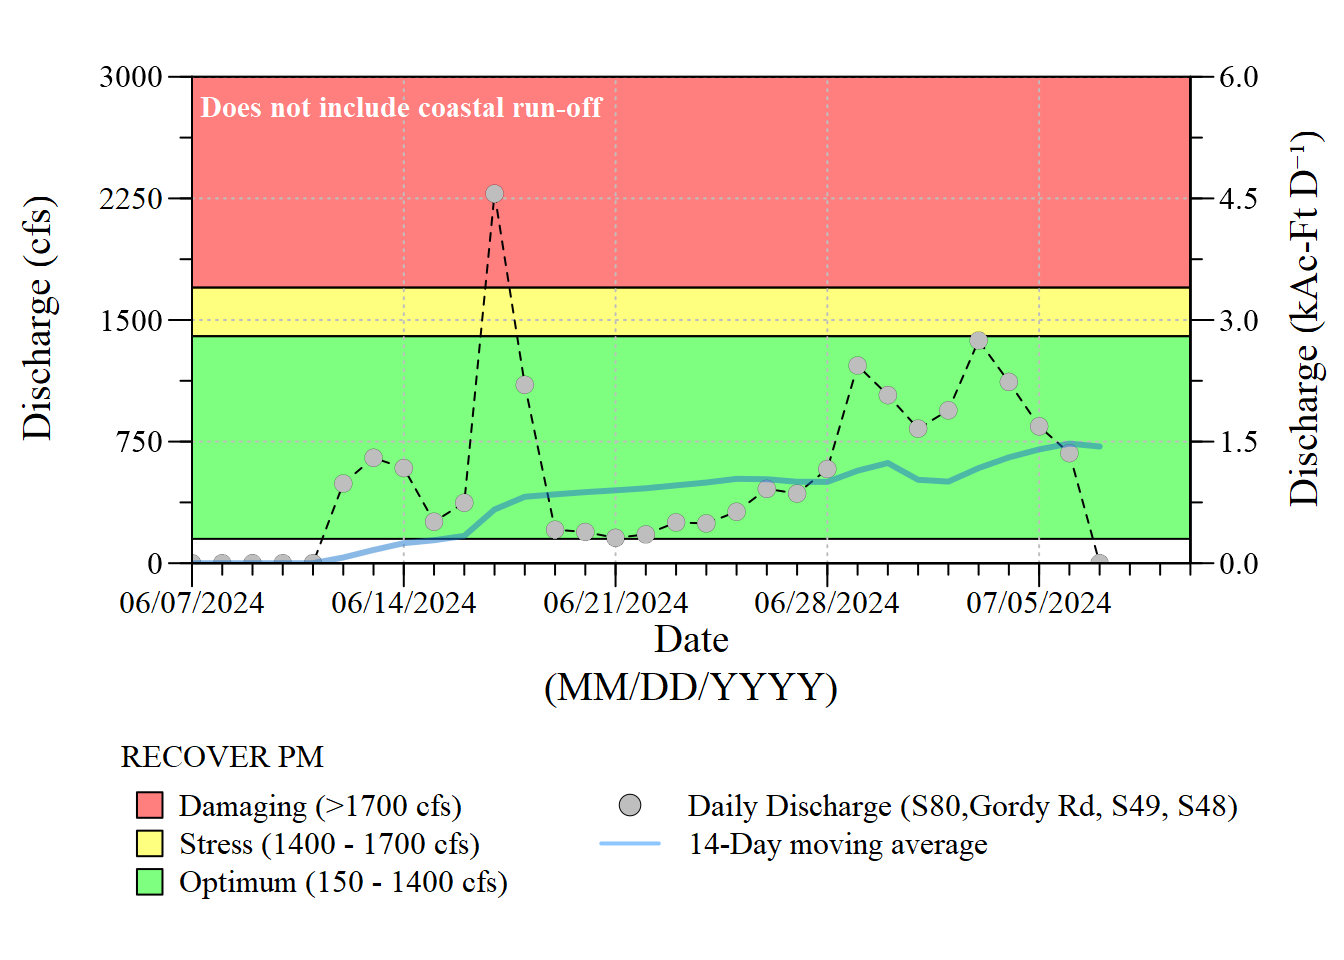 Does not include coastal run-off
3000
2250
1500
750
0
Discharge (cfs)
6.0
4.5
3.0
1.5
0.0
Discharge (kAc-Ft D⁻¹)
06/07/2024 06/14/2024 06/21/2024 06/28/2024 07/05/2024
Date
(MM/DD/YYYY)
RECOVER PM
Damaging (>1700 cfs)
Stress (1400 - 1700 cfs)
Optimum (150 - 1400 cfs)
Daily Discharge (S80,Gordy Rd, S49, S48)
14-Day moving average